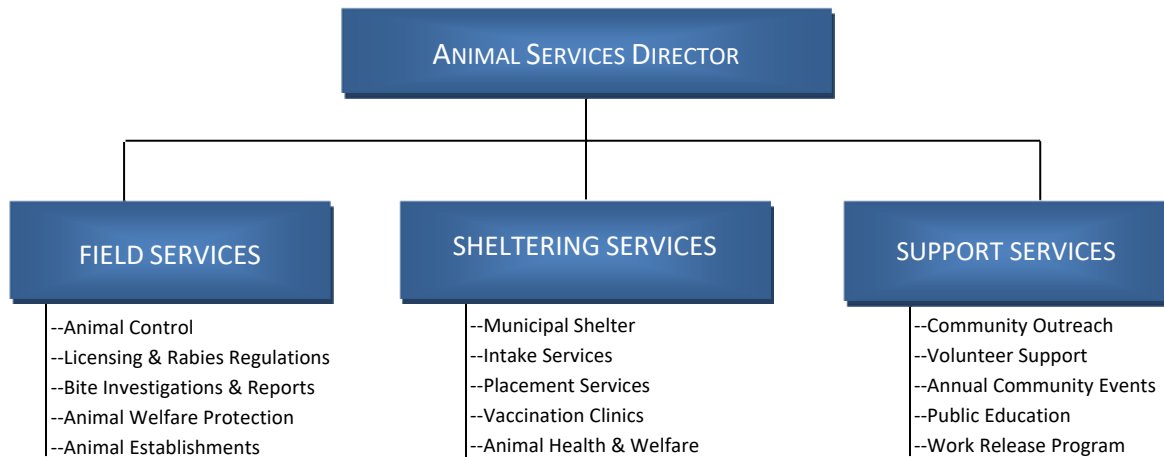 ANIMAL SERVICES DIRECTOR
FIELD SERVICES
--Animal Control
--Licensing & Rabies Regulations
--Bite Investigations & Reports
--Animal Welfare Protection
--Animal Establishments
SHELTERING SERVICES
--Municipal Shelter
--Intake Services
--Placement Services
--Vaccination Clinics
--Animal Health & Welfare
SUPPORT SERVICES
--Community Outreach
--Volunteer Support
--Annual Community Events
--Public Education
--Work Release Program